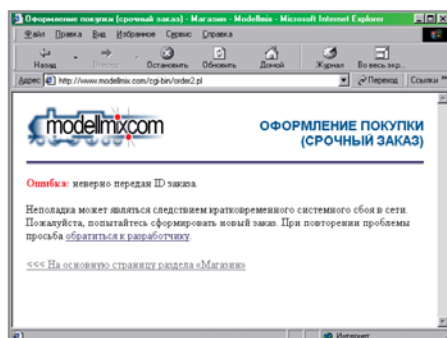 Оформление покупки (срочный заказ) - Магазин - Modellmix - Microsoft Internet Explorer
Файл Правка Вид Избранное Сервис Справка
Назад Вперед Остановить Обновить Домой Журнал Во весь экр...
Адрес http://www.modellmix.com/cgi-bin/order2.pl Переход Ссылки »
modellmix.com
ОФОРМЛЕНИЕ ПОКУПКИ
(СРОЧНЫЙ ЗАКАЗ)
Ошибка: неверно передан ID заказа.
Неполадка может являться следствием кратковременного системного сбоя в сети.
Пожалуйста, попытайтесь сформировать новый заказ. При повторении проблемы
просьба обратиться к разработчику.
<<< На основную страницу раздела «Магазин»
Интернет